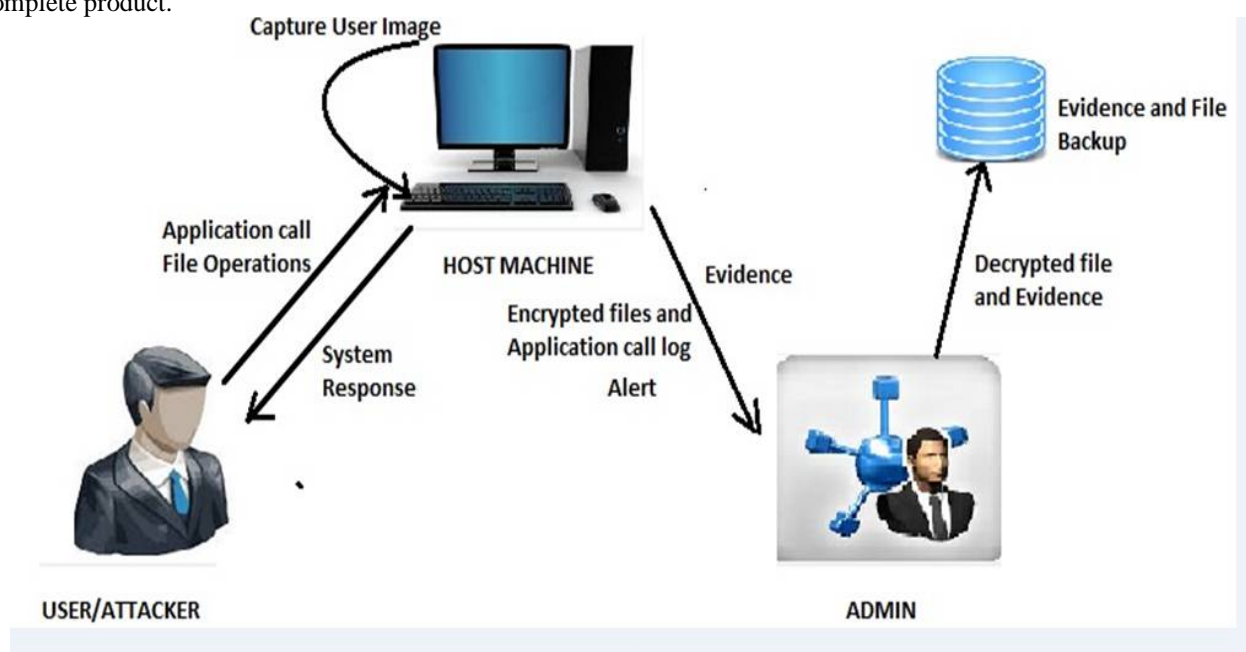 omplete product.
Capture User Image
Evidence and File
Backup
Application call
File Operations
HOST MACHINE
Evidence
Decrypted file
and Evidence
Encrypted files and
Application call log
Alert
System
Response
USER/ATTACKER
ADMIN